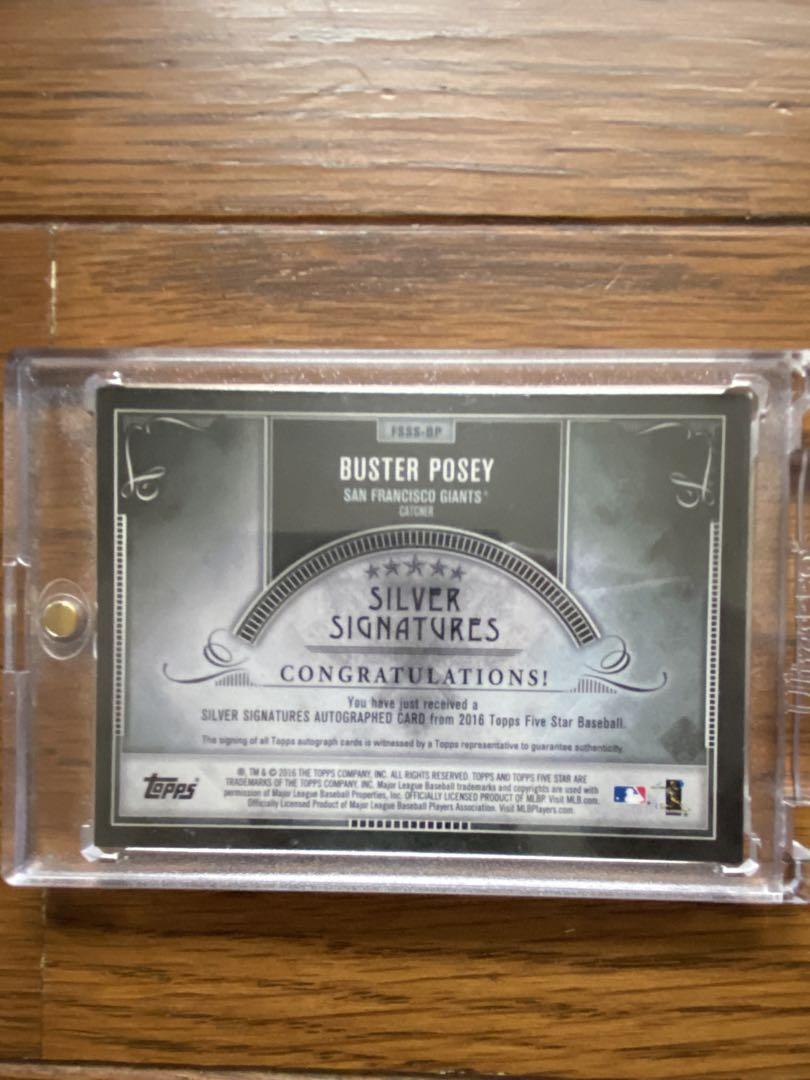 FSSS-BP
BUSTER POSEY
SAN FRANCISCO GIANTS®
CATCHER
SILVER
SIGNATURES
CONGRATULATIONS!
You have just received a
SILVER SIGNATURES AUTOGRAPHED CARD from 2016 Topps Five Star Baseball.
The signing of all Topps autograph cards is witnessed by a Topps representative to guarantee authenticity.
Topps®
®, TM & © 2016 THE TOPPS COMPANY, INC. ALL RIGHTS RESERVED. TOPPS AND TOPPS FIVE STAR ARE
TRADEMARKS OF THE TOPPS COMPANY, INC. Major League Baseball trademarks and copyrights are used with
permission of Major League Baseball Properties, Inc. OFFICIALLY LICENSED PRODUCT OF MLBP. Visit MLB.com.
Officially Licensed Product of Major League Baseball Players Association. Visit MLBPlayers.com.